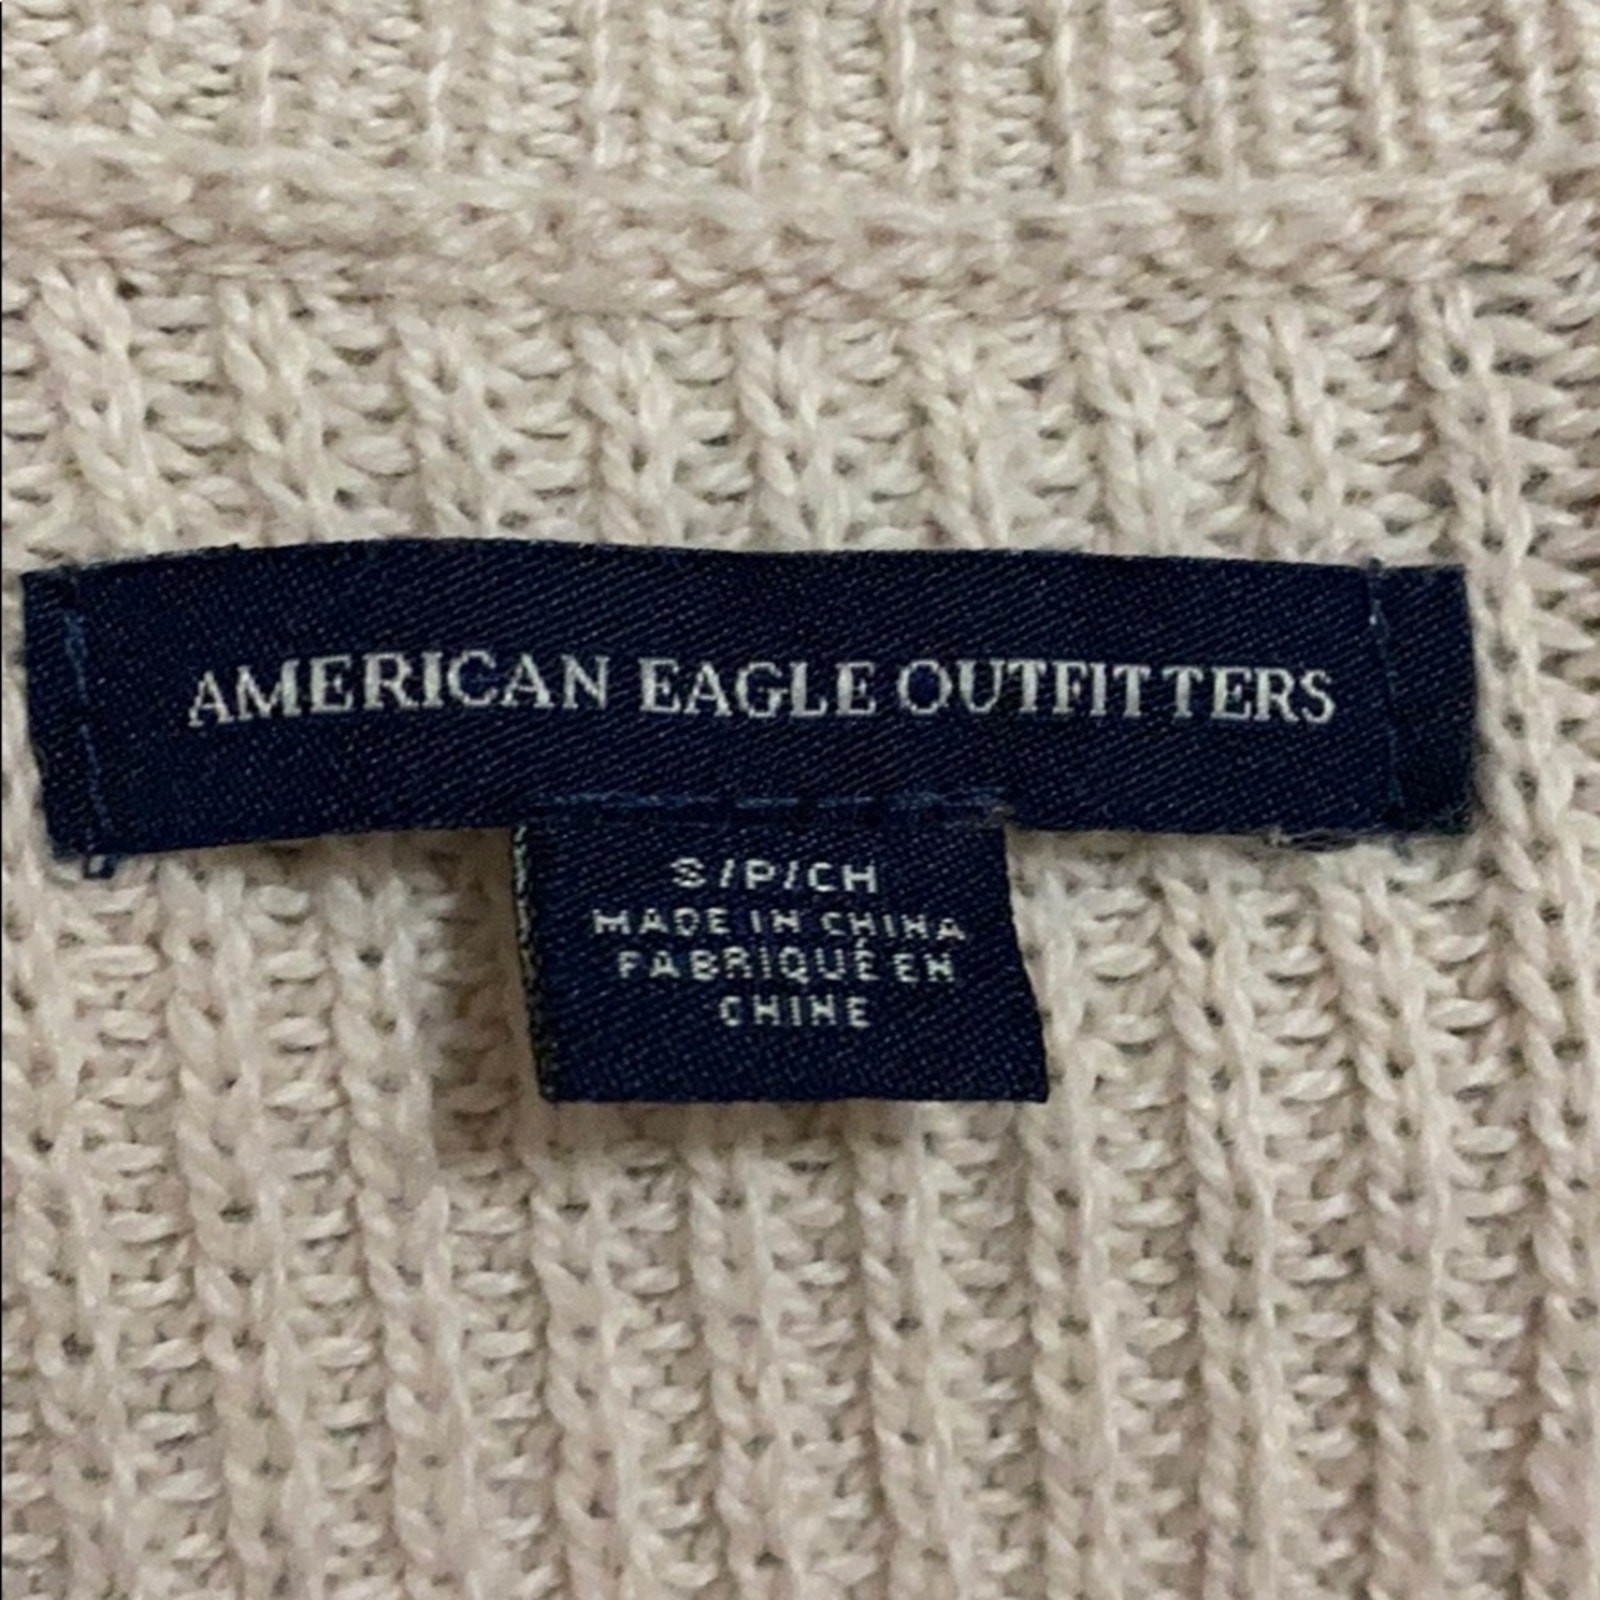 AMERICAN EAGLE OUTFITTERS
S/P/CH
MADE IN CHINA
FABRIQUÉ EN
CHINE